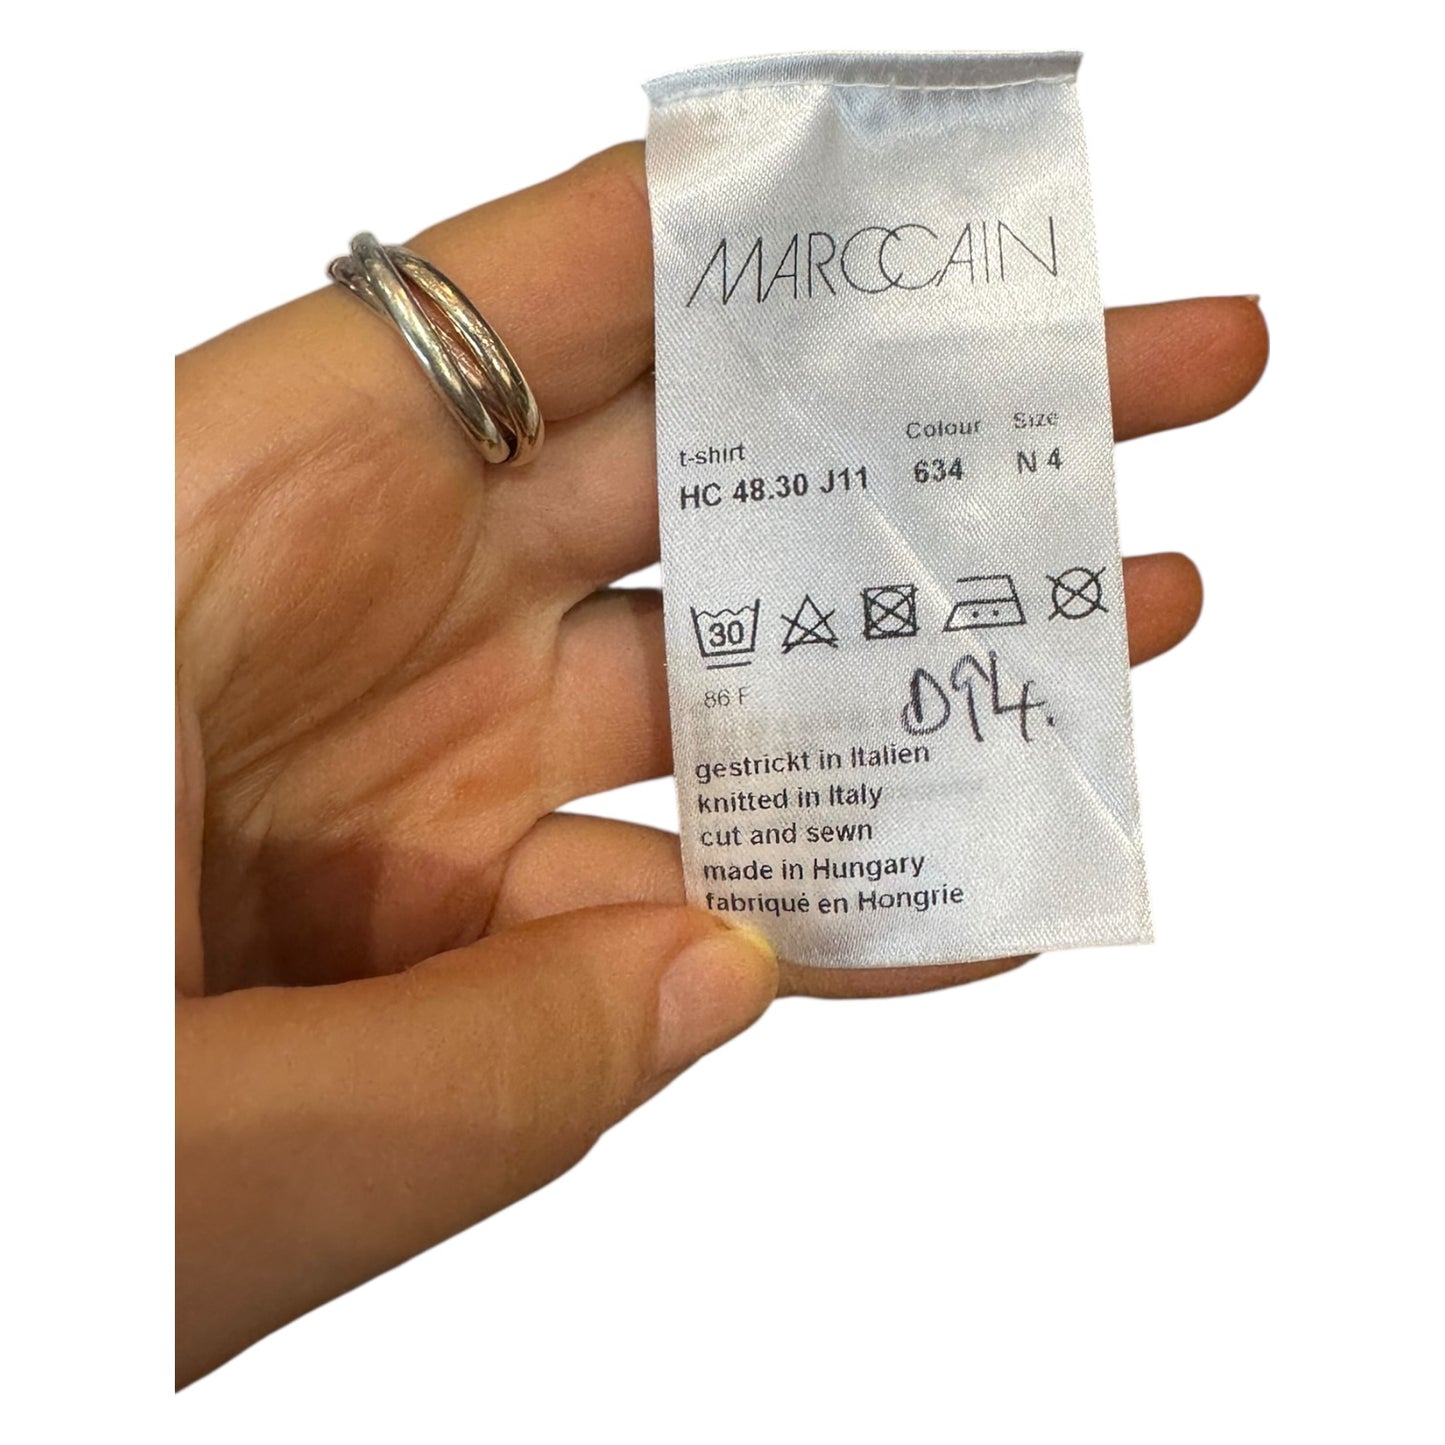 MARCCAIN
Colour Size
t-shirt
HC 48.30 J11 634 N 4
30
86 F
D94.
gestrickt in Italien
knitted in Italy
cut and sewn
made in Hungary
fabriqué en Hongrie